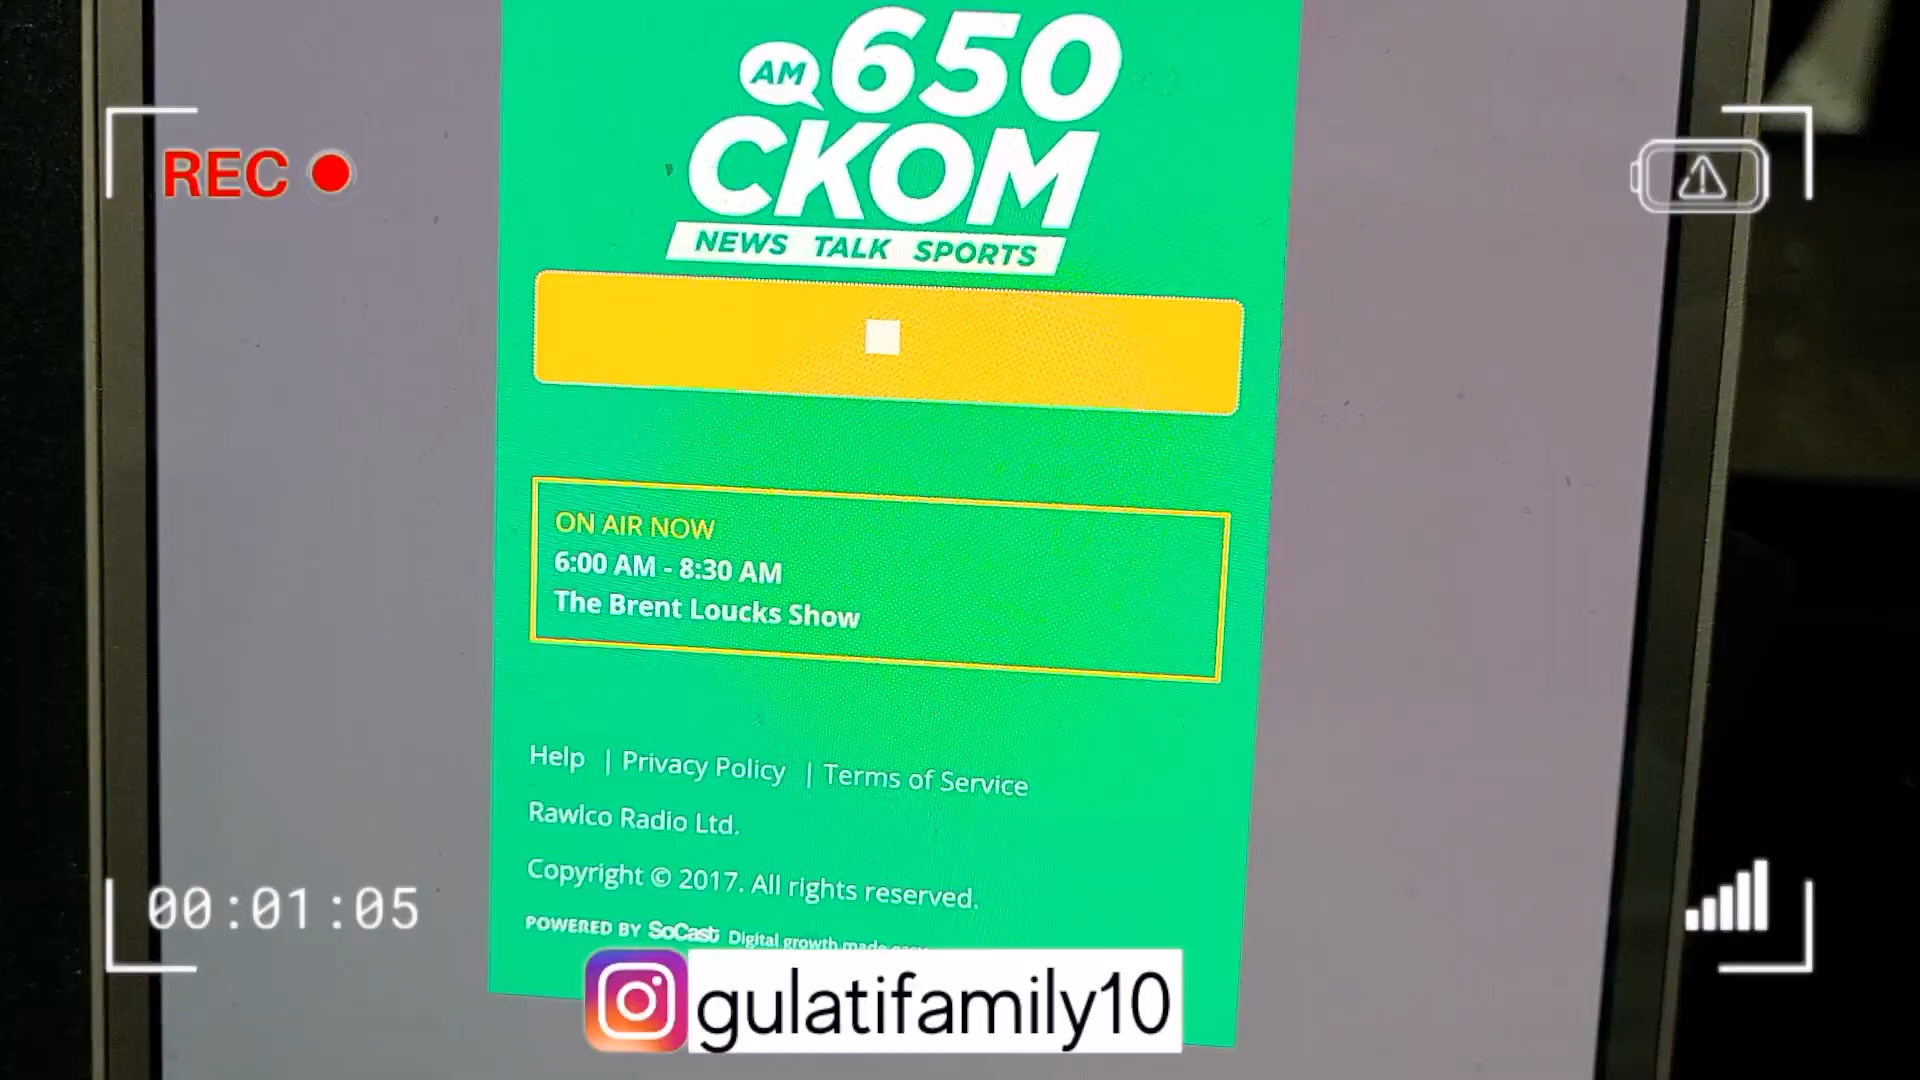 AM 650
CKOM
NEWS TALK SPORTS
REC
ON AIR NOW
6:00 AM - 8:30 AM
The Brent Loucks Show
Help | Privacy Policy | Terms of Service
Rawlco Radio Ltd.
Copyright © 2017. All rights reserved.
POWERED BY SoCast Digital growth made easy
00:01:05
gulatifamily10